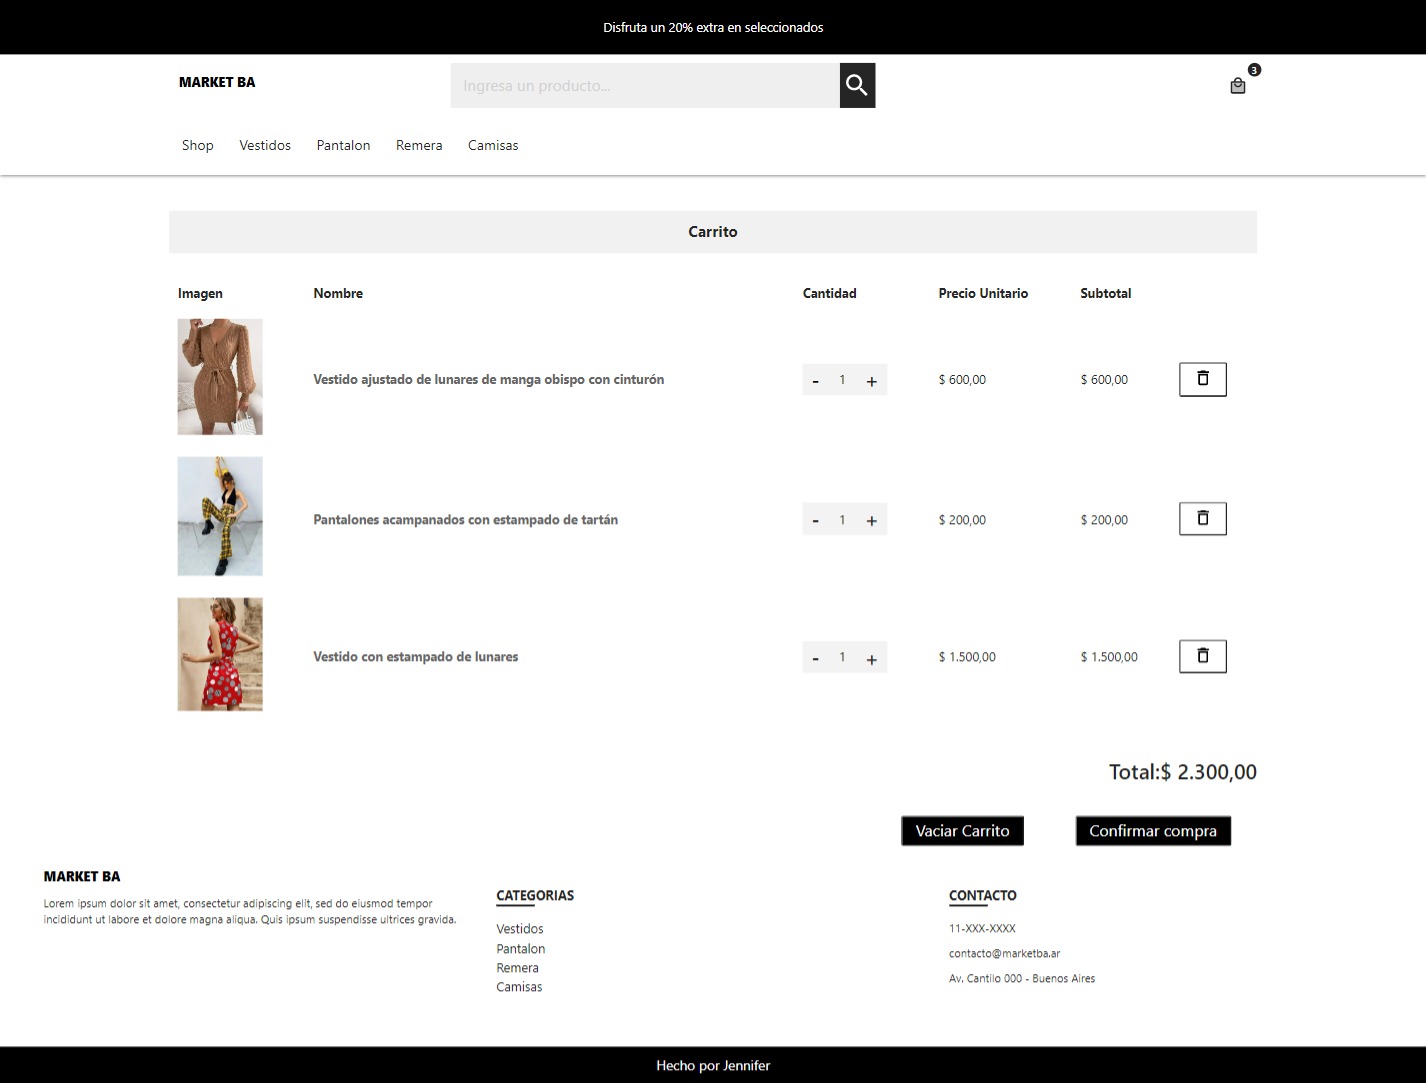 Disfruta un 20% extra en seleccionados
MARKET BA
Ingresa un producto...
3
Shop Vestidos Pantalon Remera Camisas
Carrito
Imagen Nombre Cantidad Precio Unitario Subtotal
Vestido ajustado de lunares de manga obispo con cinturón - 1 + $ 600,00 $ 600,00
Pantalones acampanados con estampado de tartán - 1 + $ 200,00 $ 200,00
Vestido con estampado de lunares - 1 + $ 1.500,00 $ 1.500,00
Total:$ 2.300,00
Vaciar Carrito Confirmar compra
MARKET BA
Lorem ipsum dolor sit amet, consectetur adipiscing elit, sed do eiusmod tempor
incididunt ut labore et dolore magna aliqua. Quis ipsum suspendisse ultrices gravida.
CATEGORIAS
Vestidos
Pantalon
Remera
Camisas
CONTACTO
11-XXX-XXXX
contacto@marketba.ar
Av. Cantilo 000 - Buenos Aires
Hecho por Jennifer